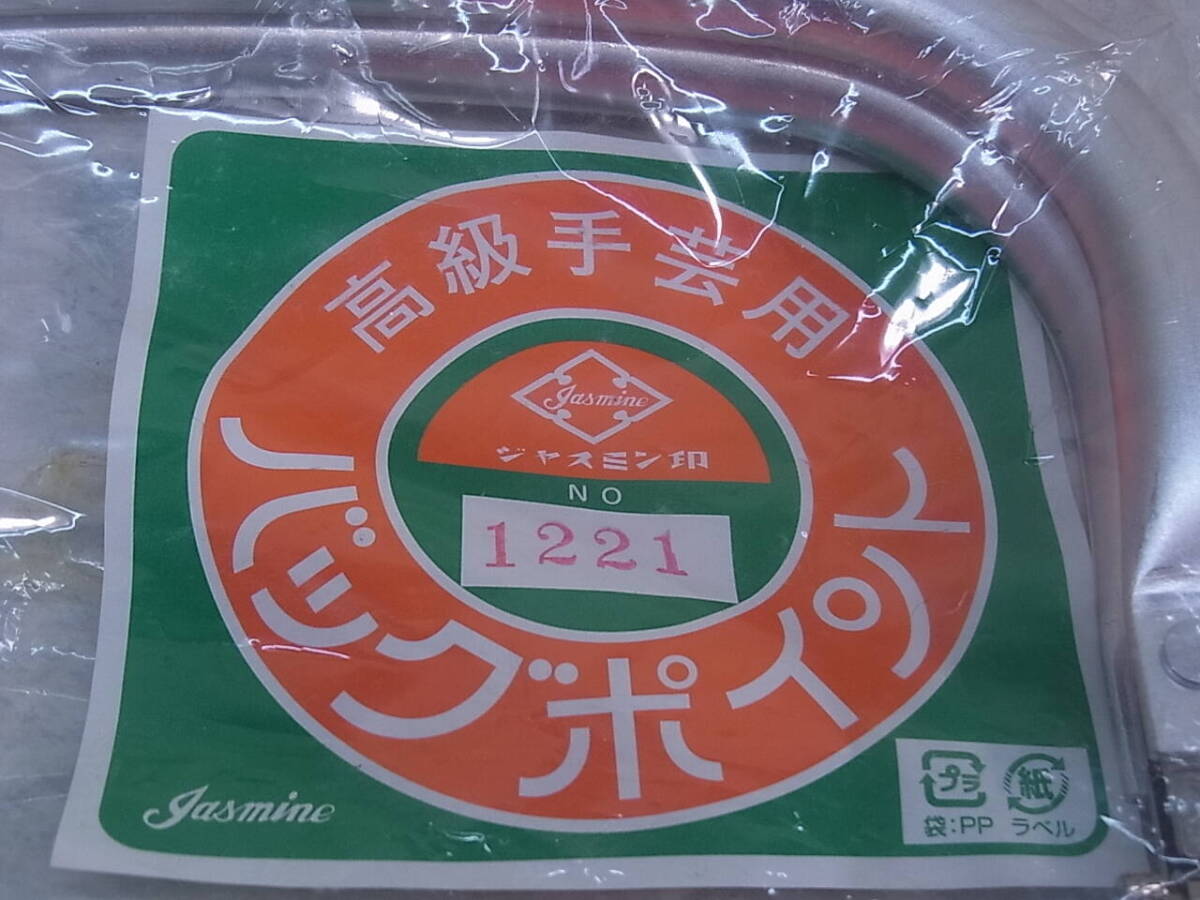 高級手芸用
Jasmine
ジャスミン印
NO
1221
バッグポイント
Jasmine
プラ
紙
袋:PP ラベル